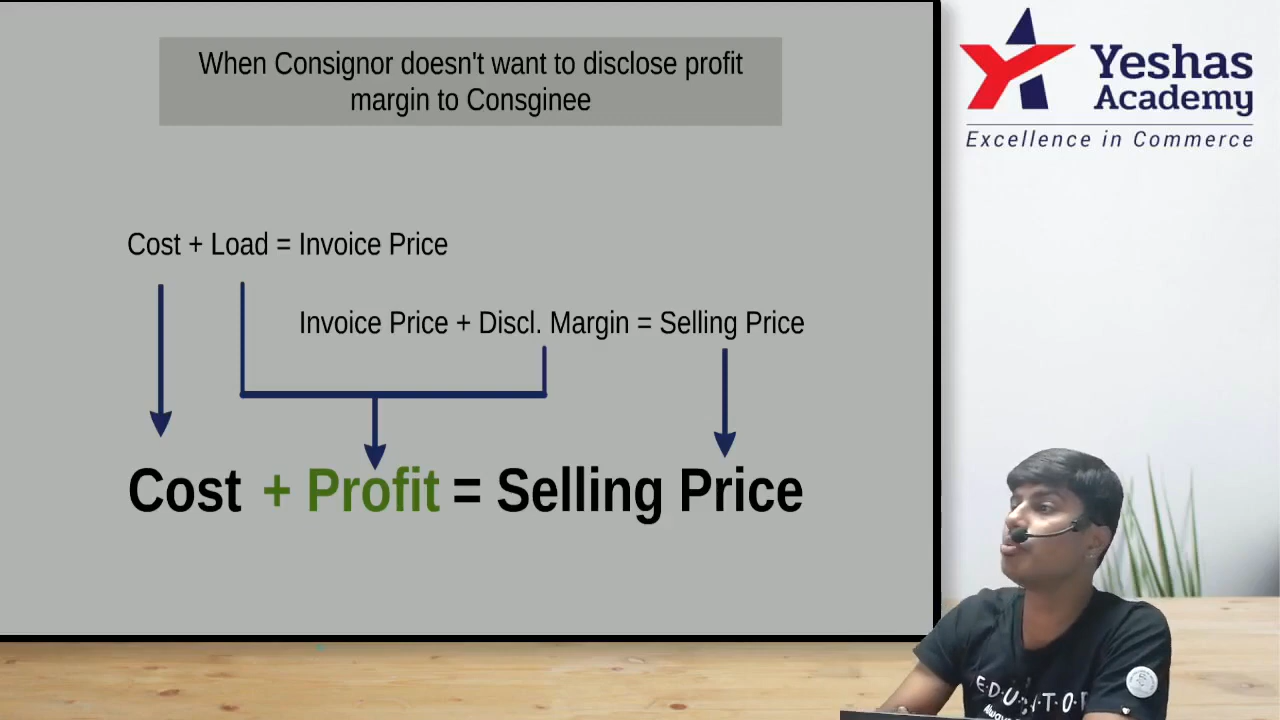 When Consignor doesn't want to disclose profit
margin to Consginee
Yeshas
Academy
Excellence in Commerce
Cost + Load = Invoice Price
Invoice Price + Discl. Margin = Selling Price
Cost + Profit = Selling Price